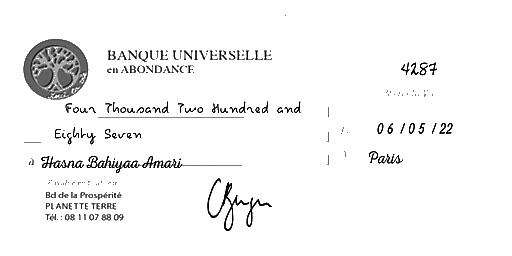 BANQUE UNIVERSELLE
en ABONDANCE
4287
Four Thousand Two Hundred and
Eighty Seven
06/05/22
à Hasna Bahiyaa Amari
Paris
Bd de la Prospérité
PLANETTE TERRE
Tél. : 08 11 07 88 09